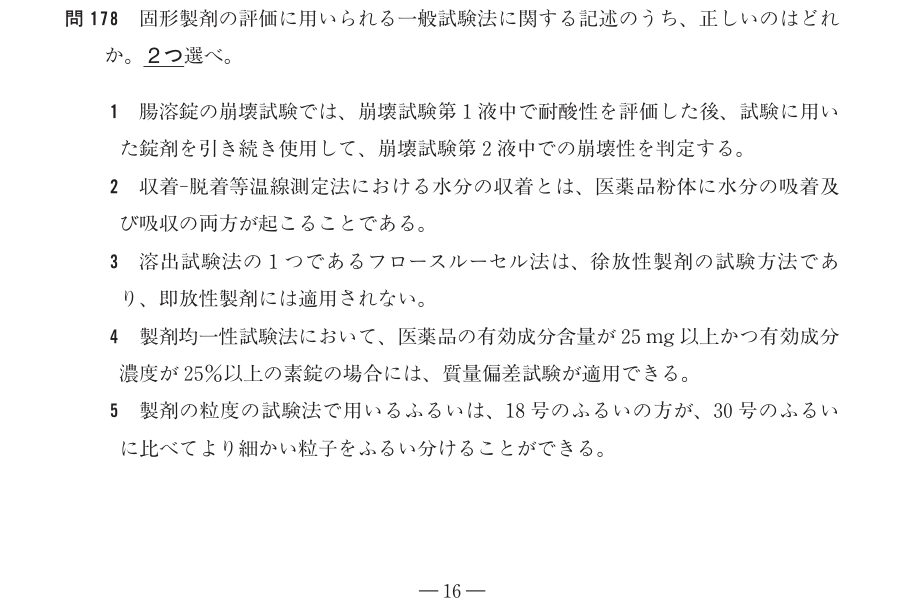 問178 固形製剤の評価に用いられる一般試験法に関する記述のうち、正しいのはどれ
か。２つ選べ。
1 腸溶錠の崩壊試験では、崩壊試験第1液中で耐酸性を評価した後、試験に用い
た錠剤を引き続き使用して、崩壊試験第2液中での崩壊性を判定する。
2 収着-脱着等温線測定法における水分の収着とは、医薬品粉体に水分の吸着及
び吸収の両方が起こることである。
3 溶出試験法の1つであるフロースルーセル法は、徐放性製剤の試験方法であ
り、即放性製剤には適用されない。
4 製剤均一性試験法において、医薬品の有効成分含量が25 mg以上かつ有効成分
濃度が25%以上の素錠の場合には、質量偏差試験が適用できる。
5 製剤の粒度の試験法で用いるふるいは、18号のふるいの方が、30号のふるい
に比べてより細かい粒子をふるい分けることができる。
— 16 —